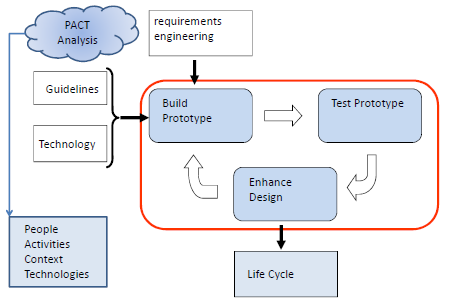 PACT
Analysis
requirements
engineering
Guidelines
Technology
Build
Prototype
Test Prototype
Enhance
Design
People
Activities
Context
Technologies
Life Cycle